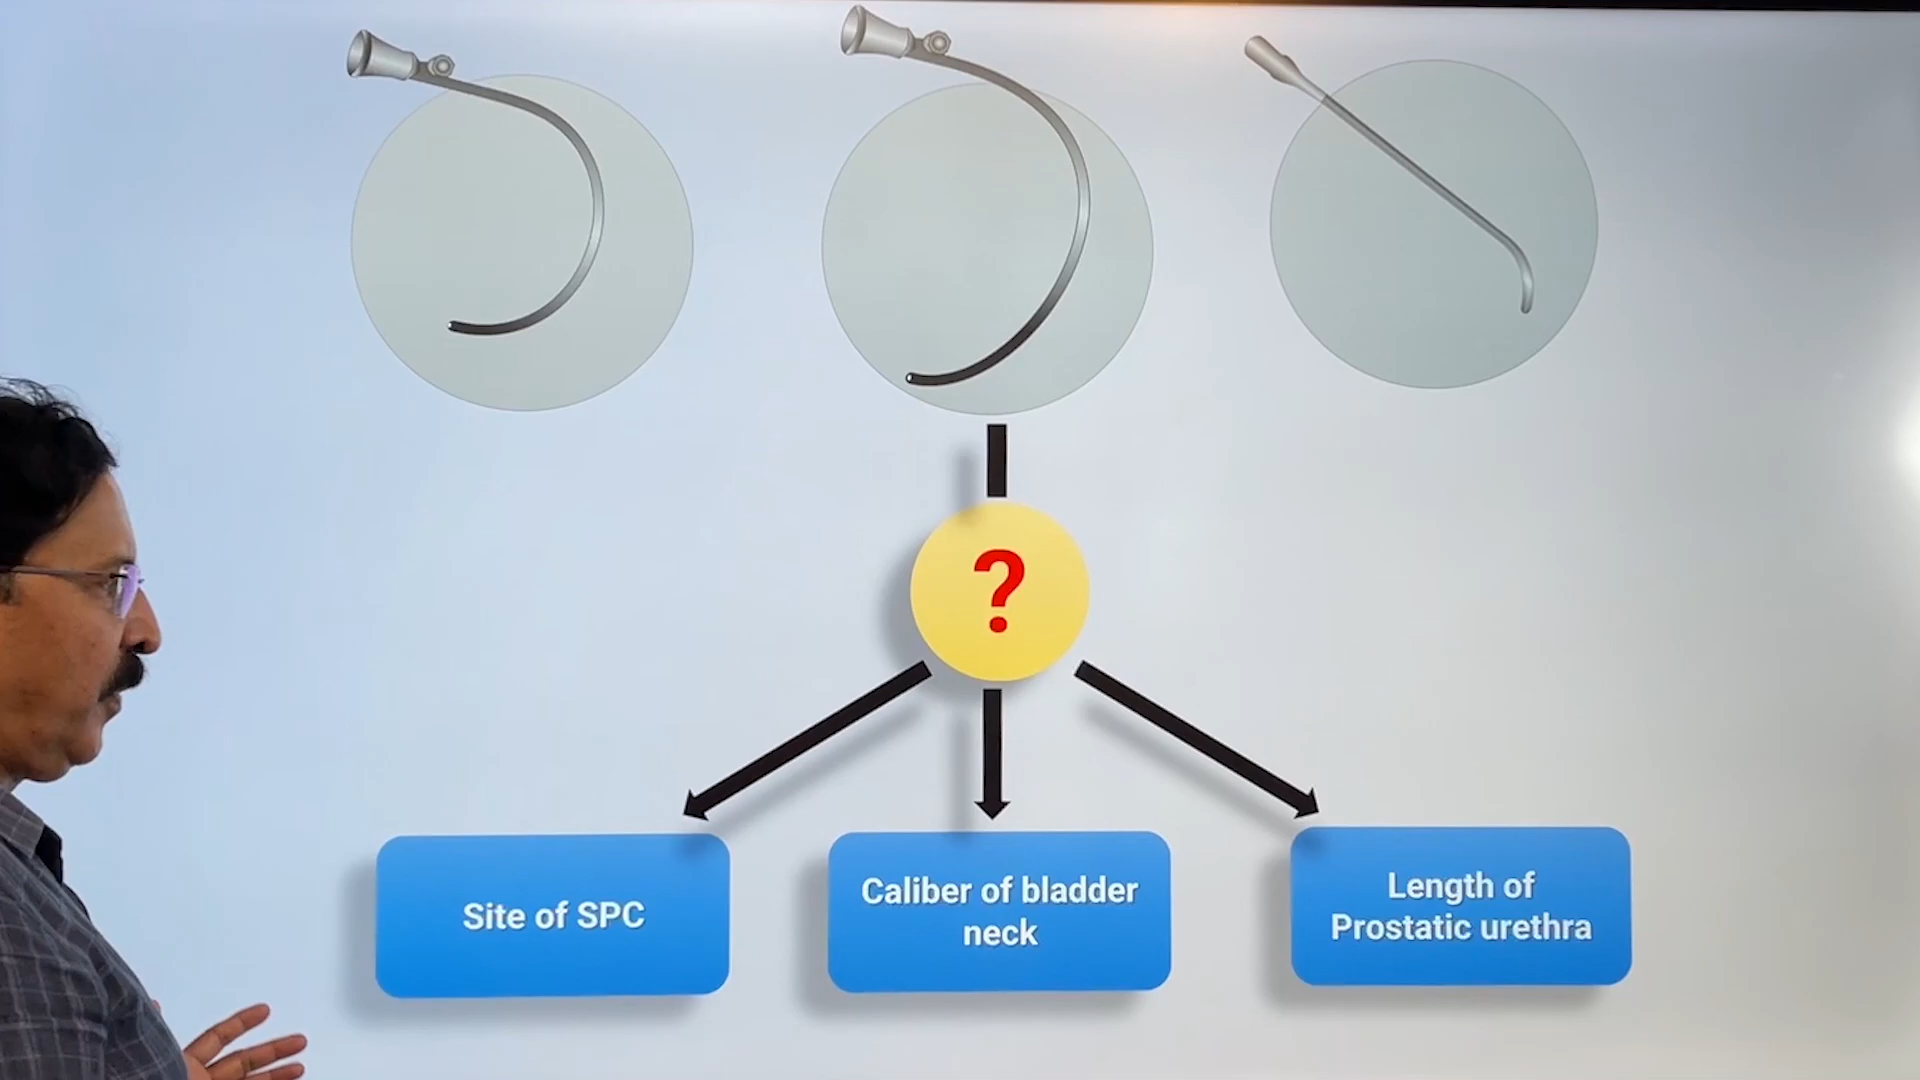 ?
Site of SPC
Caliber of bladder
neck
Length of
Prostatic urethra